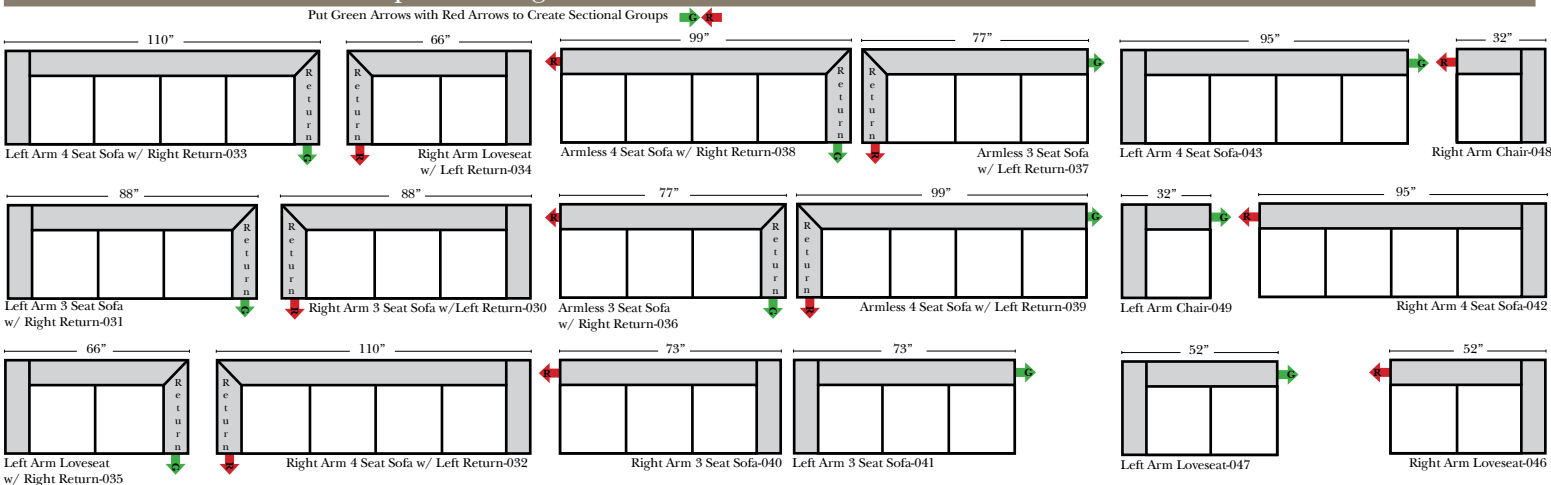 Put Green Arrows with Red Arrows to Create Sectional Groups G R
110” 66” 99” 77” 95” 32”
R R G R
Return Return Return Return
G R G R
Left Arm 4 Seat Sofa w/ Right Return-033
Right Arm Loveseat
w/ Left Return-034
Armless 4 Seat Sofa w/ Right Return-038
Armless 3 Seat Sofa
w/ Left Return-037
Left Arm 4 Seat Sofa-043
G
Right Arm Chair-048
88” 88” 77” 99” 32” 95”
R G G R
Return Return Return Return
G R G R
Left Arm 3 Seat Sofa
w/ Right Return-031
Right Arm 3 Seat Sofa w/Left Return-030
Armless 3 Seat Sofa
w/ Right Return-036
Armless 4 Seat Sofa w/ Left Return-039
Left Arm Chair-049
Right Arm 4 Seat Sofa-042
66” 110” 73” 73” 52” 52”
R G G R
Return Return
G R
Left Arm Loveseat
w/ Right Return-035
Right Arm 4 Seat Sofa w/ Left Return-032
Right Arm 3 Seat Sofa-040
Left Arm 3 Seat Sofa-041
Left Arm Loveseat-047
Right Arm Loveseat-046